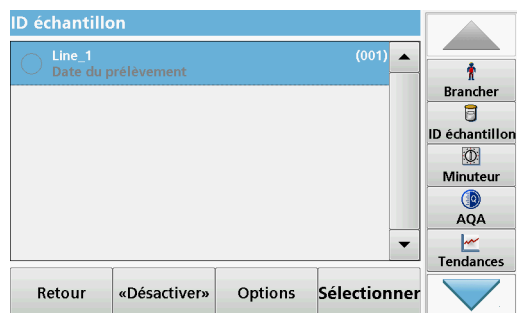 ID échantillon
Line_1 (001)
Date du prélèvement
Retour
«Désactiver»
Options
Sélectionner
Brancher
ID échantillon
Minuteur
AQA
Tendances